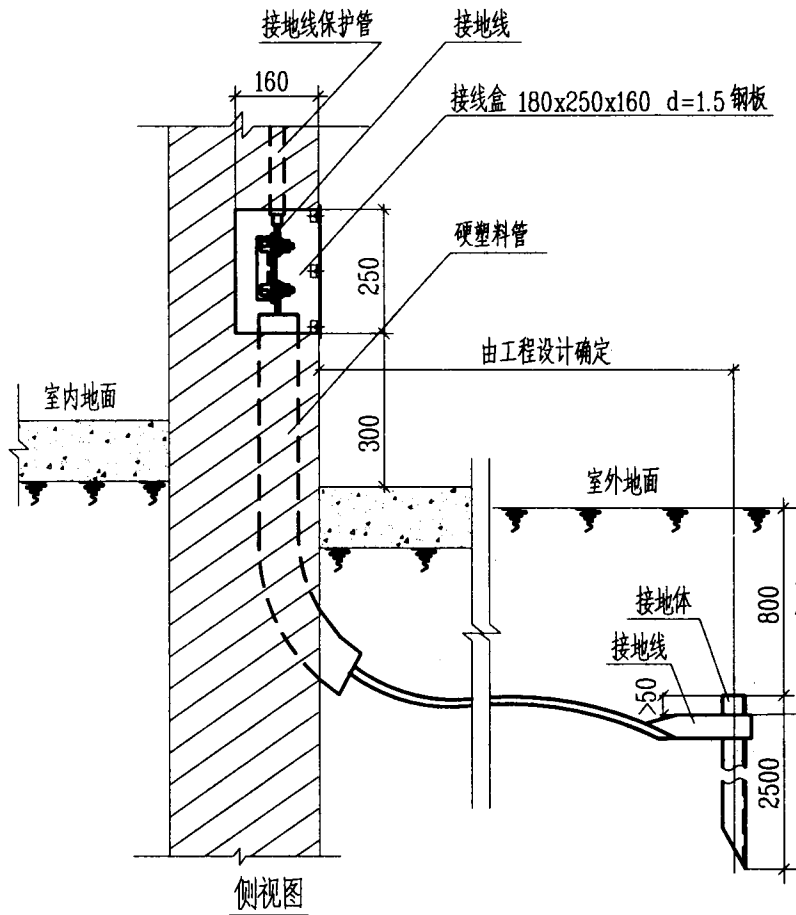 接地线保护管
接地线
160
接线盒 180x250x160 d=1.5 钢板
硬塑料管
250
由工程设计确定
室内地面
300
室外地面
接地体
800
接地线
>50
2500
侧视图